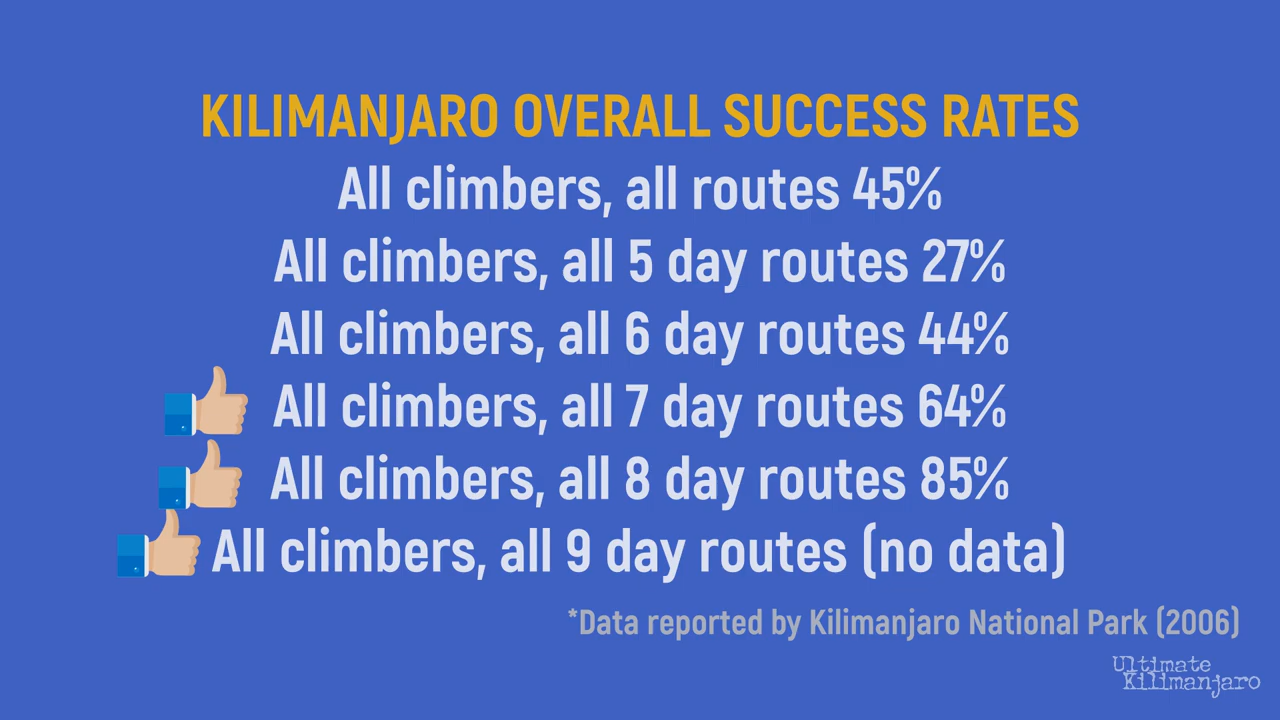 KILIMANJARO OVERALL SUCCESS RATES
All climbers, all routes 45%
All climbers, all 5 day routes 27%
All climbers, all 6 day routes 44%
All climbers, all 7 day routes 64%
All climbers, all 8 day routes 85%
All climbers, all 9 day routes (no data)
*Data reported by Kilimanjaro National Park (2006)
Ultimate
Kilimanjaro